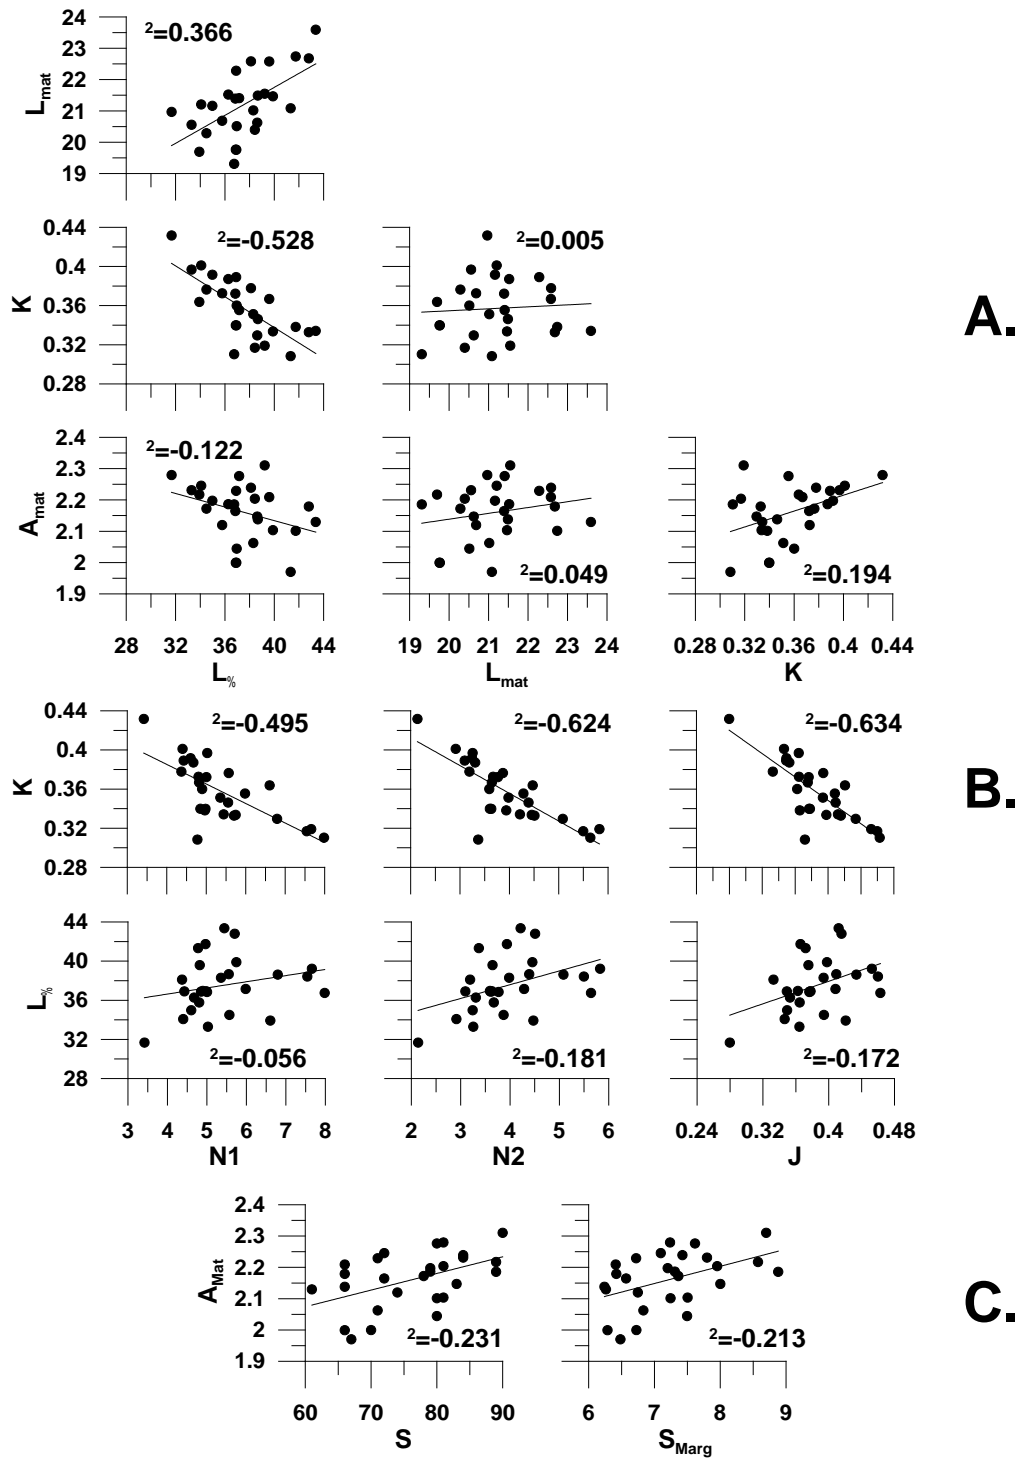 24
23
22
21
20
19
L mat
²=0.366
0.44
0.4
0.36
0.32
0.28
K
²=-0.528
²=0.005
A.
2.4
2.3
2.2
2.1
2
1.9
A mat
²=-0.122
²=0.049
²=0.194
28 32 36 40 44
L %
19 20 21 22 23 24
L mat
0.28 0.32 0.36 0.4 0.44
K
0.44
0.4
0.36
0.32
0.28
K
²=-0.495
²=-0.624
²=-0.634
B.
44
40
36
32
28
L %
²=-0.056
²=-0.181
²=-0.172
3 4 5 6 7 8
N1
2 3 4 5 6
N2
0.24 0.32 0.4 0.48
J
2.4
2.3
2.2
2.1
2
1.9
A Mat
²=-0.231
²=-0.213
C.
60 70 80 90
S
6 7 8 9
S Marg